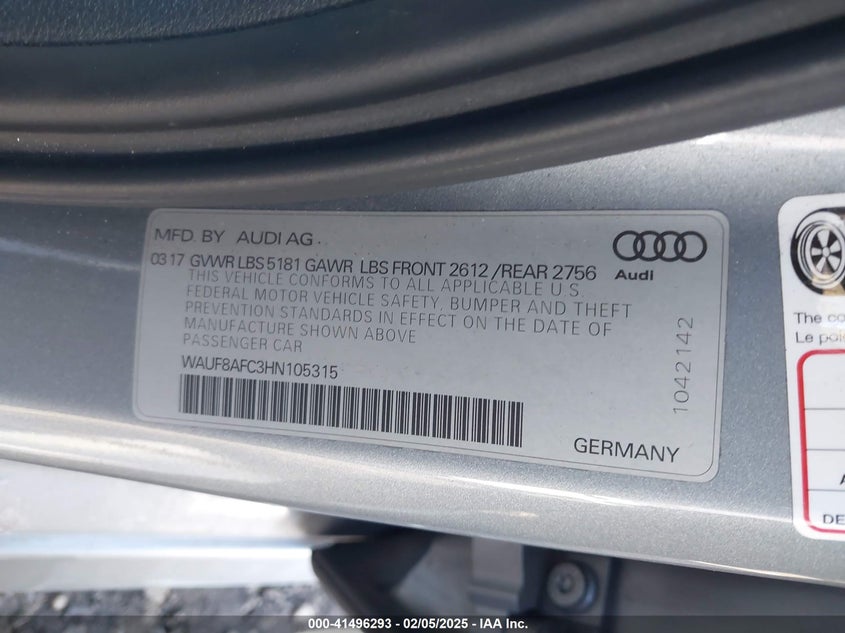 MFD. BY AUDI AG.
Audi
03 17 GVWR LBS 5181 GAWR LBS FRONT 2612 /REAR 2756
THIS VEHICLE CONFORMS TO ALL APPLICABLE U.S.
FEDERAL MOTOR VEHICLE SAFETY, BUMPER AND THEFT
PREVENTION STANDARDS IN EFFECT ON THE DATE OF
MANUFACTURE SHOWN ABOVE
PASSENGER CAR
WAUF8AFC3HN105315
GERMANY
1042142
The co
Le poi
A
DE
000-41496293 — 02/05/2025 — IAA Inc.